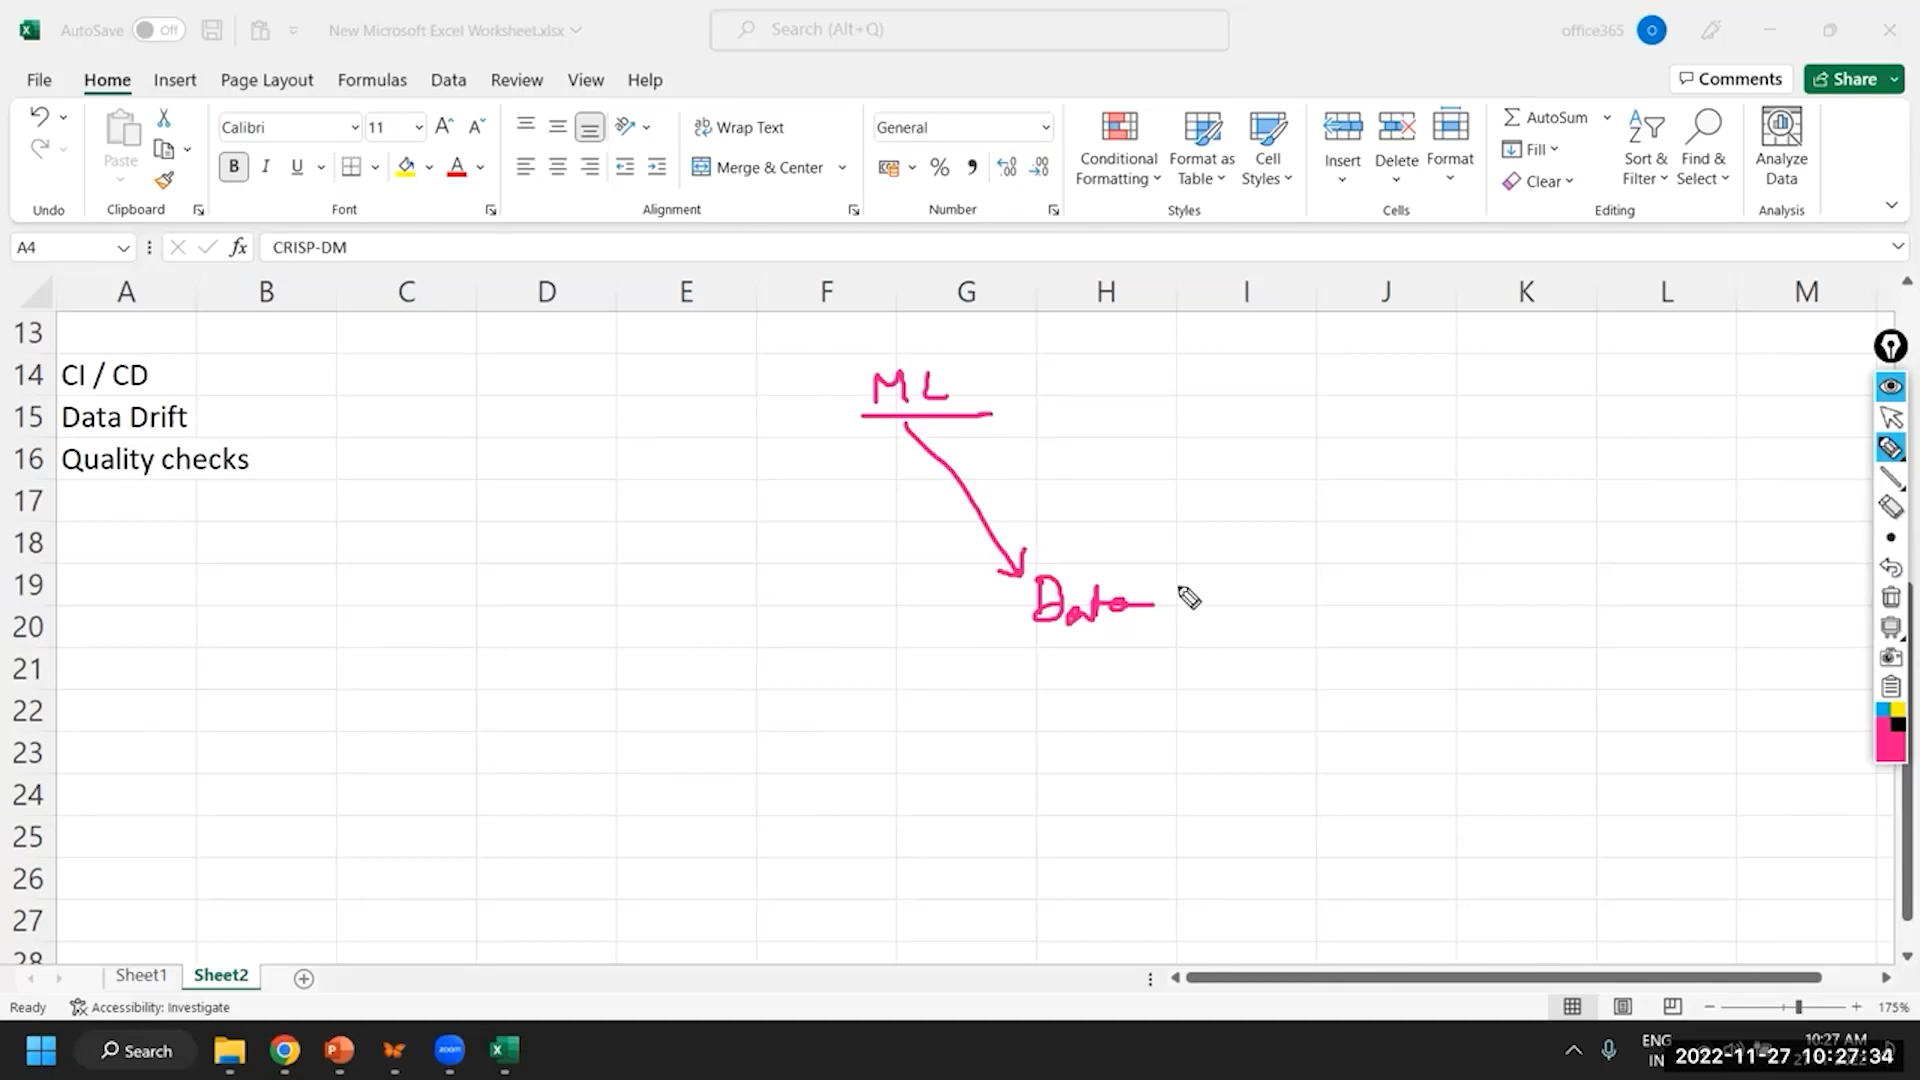 AutoSave Off New Microsoft Excel Worksheet.xlsx Search (Alt+Q) office365 O
File Home Insert Page Layout Formulas Data Review View Help Comments Share
Paste Calibri 11 Wrap Text General Conditional Formatting Format as Table Cell Styles Insert Delete Format AutoSum Fill Clear Sort & Filter Find & Select Analyze Data
B I U Merge & Center
Undo Clipboard Font Alignment Number Styles Cells Editing Analysis
A4 fx CRISP-DM
A B C D E F G H I J K L M
13
14 CI / CD
ML
15 Data Drift
16 Quality checks
17
18
19
Data
20
21
22
23
24
25
26
27
28
Sheet1 Sheet2
Ready Accessibility: Investigate 175%
Search zoom ENG IN 10:27 AM
2022-11-27 10:27:34